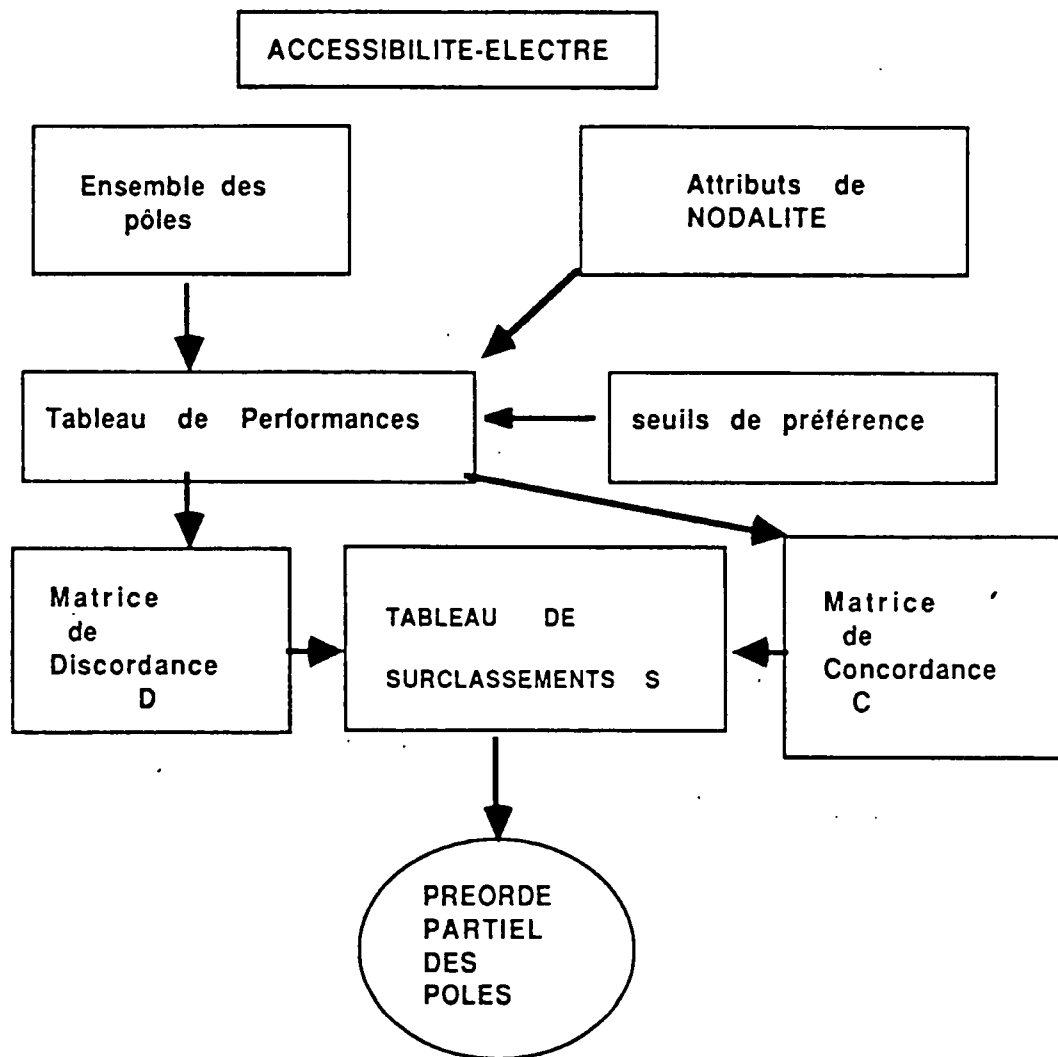 ACCESSIBILITE-ELECTRE
Ensemble des
pôles
Attributs de
NODALITE
Tableau de Performances
seuils de préférence
Matrice
de
Discordance
D
TABLEAU DE
SURCLASSEMENTS S
Matrice
de
Concordance
C
PREORDE
PARTIEL
DES
POLES